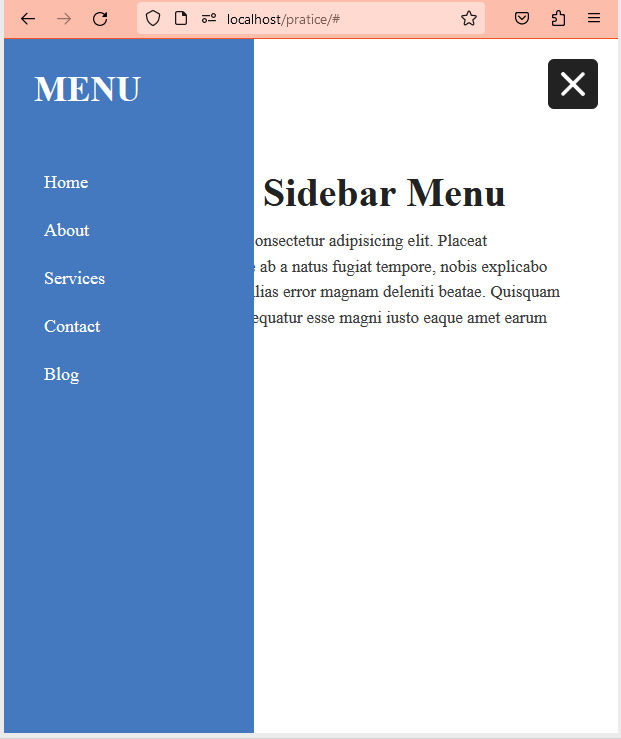 localhost/pratice/#
MENU
Home
About
Services
Contact
Blog
Sidebar Menu
onsectetur adipisicing elit. Placeat
ab a natus fugiat tempore, nobis explicabo
lias error magnam deleniti beatae. Quisquam
equatur esse magni iusto eaque amet earum